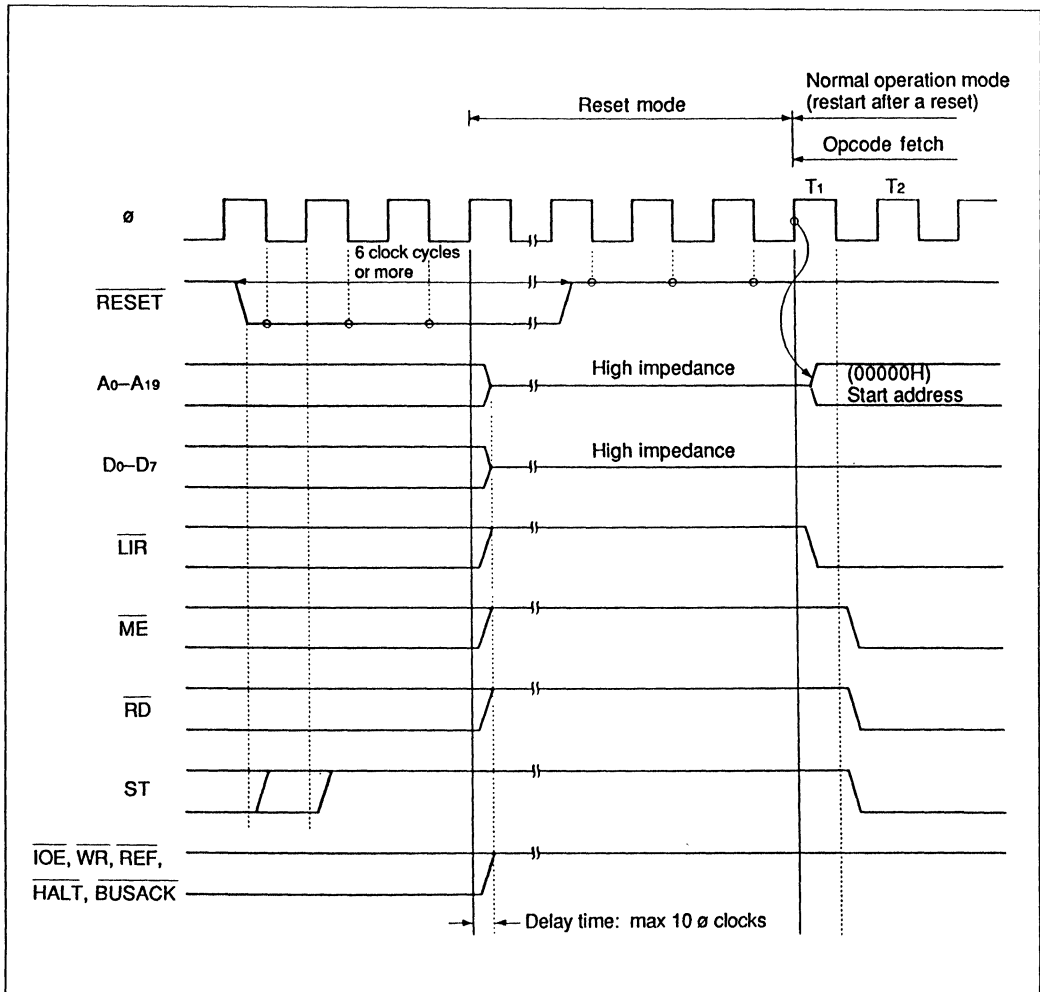 Normal operation mode
(restart after a reset)
Reset mode
Opcode fetch
T1
T2
ø
6 clock cycles
or more
RESET
A0–A19
High impedance
(00000H)
Start address
D0–D7
High impedance
LIR
ME
RD
ST
IOE, WR, REF,
HALT, BUSACK
Delay time: max 10 ø clocks